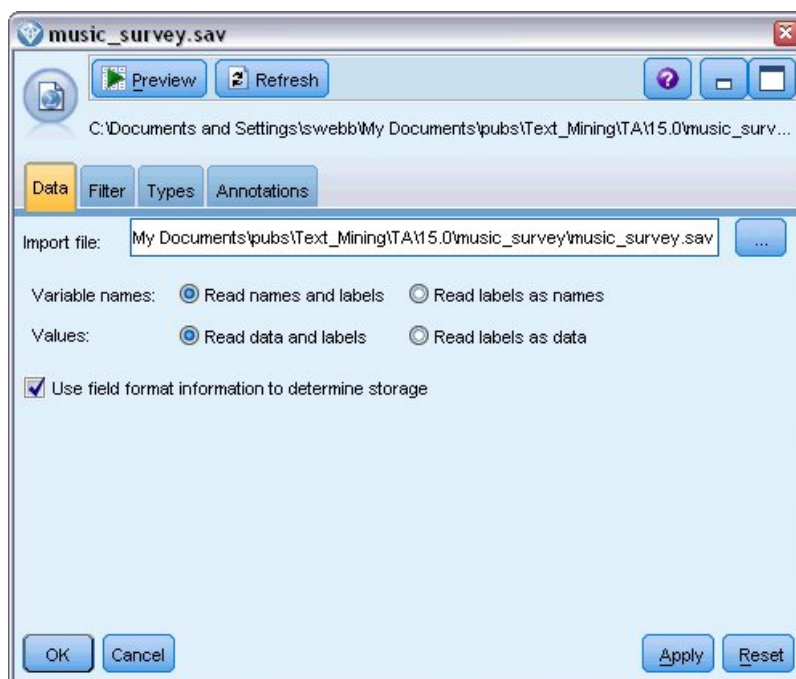 music_survey.sav
Preview Refresh
C:\Documents and Settings\swebb\My Documents\pubs\Text_Mining\TA\15.0\music_surv...
Data Filter Types Annotations
Import file: My Documents\pubs\Text_Mining\TA\15.0\music_survey\music_survey.sav ...
Variable names: Read names and labels Read labels as names
Values: Read data and labels Read labels as data
Use field format information to determine storage
OK Cancel Apply Reset